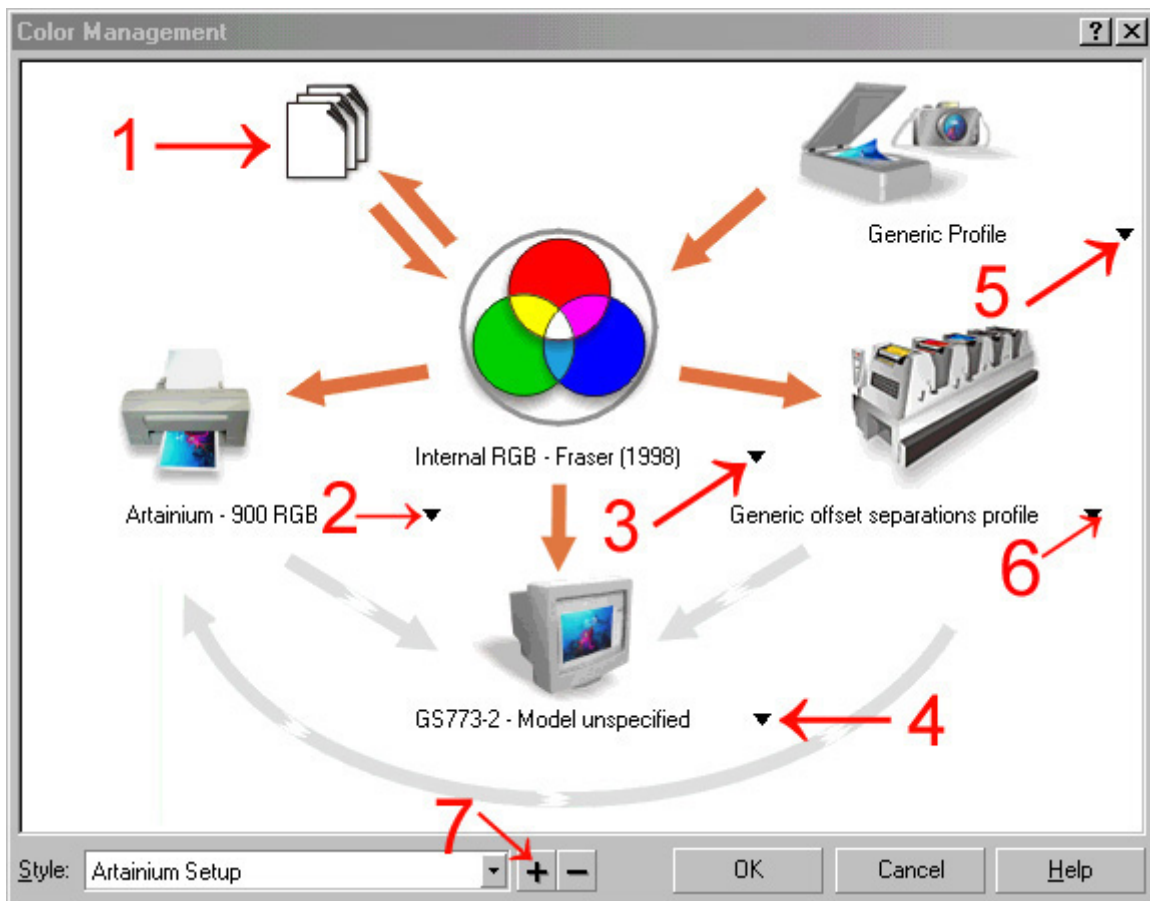 Color Management
?
1
Generic Profile
5
Internal RGB - Fraser (1998)
3
Artainium - 900 RGB
2
Generic offset separations profile
6
GS773-2 - Model unspecified
4
7
Style:
Artainium Setup
+
-
OK
Cancel
Help